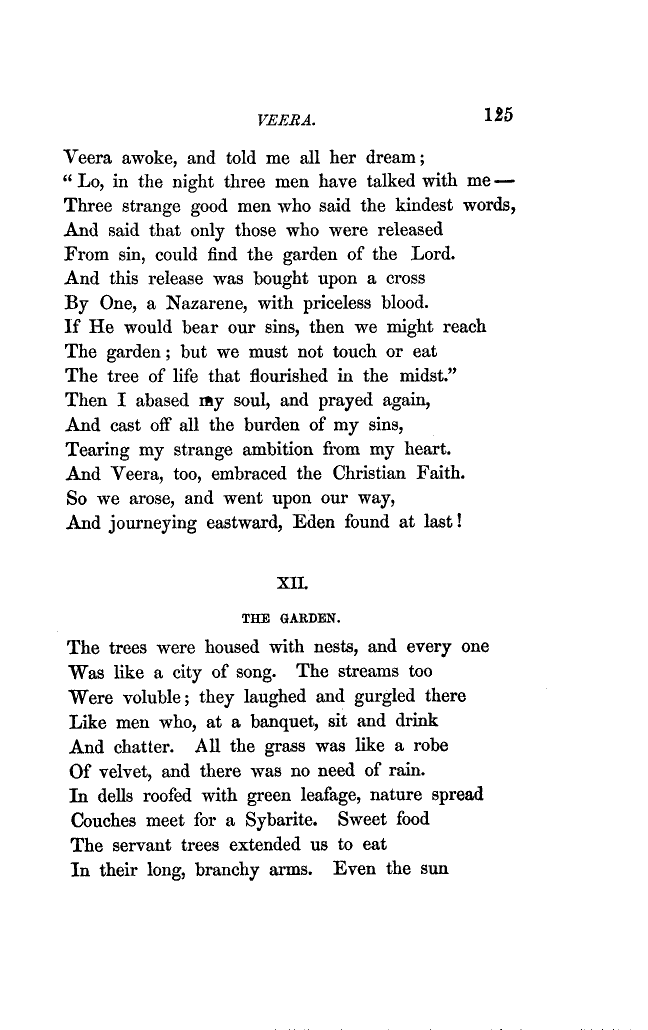 VEERA. 125
Veera awoke, and told me all her dream;
“Lo, in the night three men have talked with me—
Three strange good men who said the kindest words,
And said that only those who were released
From sin, could find the garden of the Lord.
And this release was bought upon a cross
By One, a Nazarene, with priceless blood.
If He would bear our sins, then we might reach
The garden; but we must not touch or eat
The tree of life that flourished in the midst.”
Then I abased my soul, and prayed again,
And cast off all the burden of my sins,
Tearing my strange ambition from my heart.
And Veera, too, embraced the Christian Faith.
So we arose, and went upon our way,
And journeying eastward, Eden found at last!
XII.
THE GARDEN.
The trees were housed with nests, and every one
Was like a city of song. The streams too
Were voluble; they laughed and gurgled there
Like men who, at a banquet, sit and drink
And chatter. All the grass was like a robe
Of velvet, and there was no need of rain.
In dells roofed with green leafage, nature spread
Couches meet for a Sybarite. Sweet food
The servant trees extended us to eat
In their long, branchy arms. Even the sun